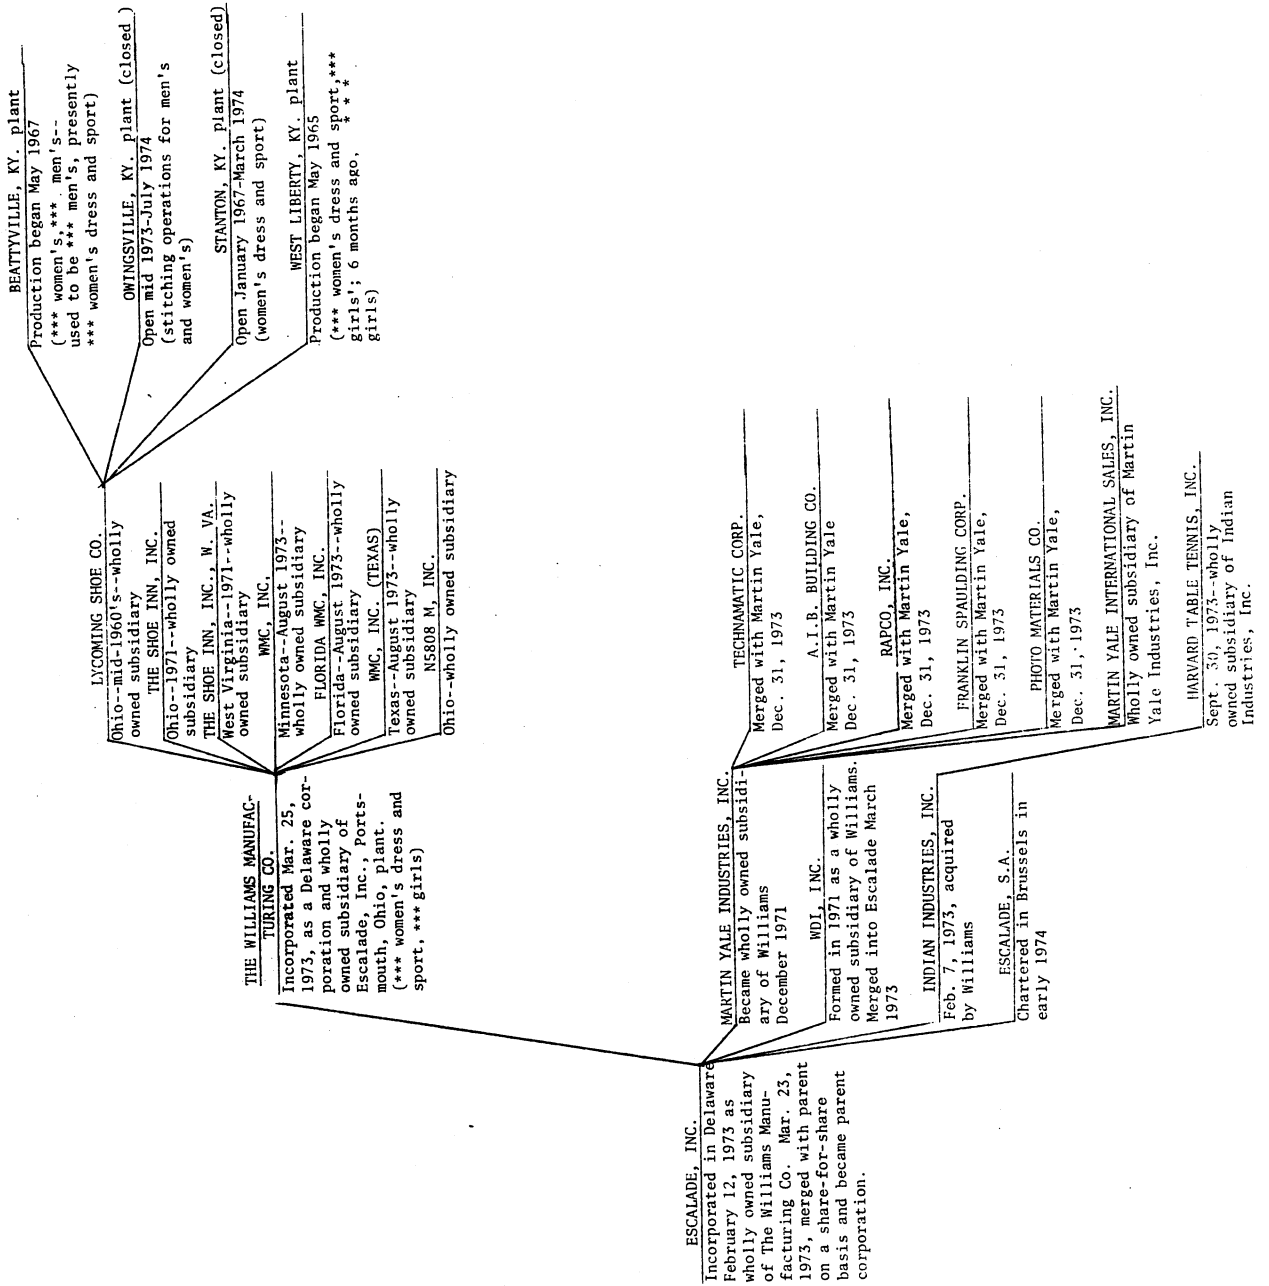 BEATTYVILLE, KY. plant
Production began May 1967
(*** women's,*** men's--
used to be *** men's, presently
*** women's dress and sport)
OWINGSVILLE, KY. plant (closed )
Open mid 1973-July 1974
(stitching operations for men's
and women's)
STANTON, KY. plant (closed)
Open January 1967-March 1974
(women's dress and sport)
WEST LIBERTY, KY. plant
Production began May 1965
(*** women's dress and sport,***
girls'; 6 months ago, * * *
girls)
LYCOMING SHOE CO.
Ohio--mid-1960's--wholly
owned subsidiary
THE SHOE INN, INC.
Ohio--1971--wholly owned
subsidiary
THE SHOE INN, INC., W. VA.
West Virginia--1971--wholly
owned subsidiary
WMC, INC,
Minnesota--August 1973--
wholly owned subsidiary
FLORIDA WMC, INC.
Florida--August 1973--wholly
owned subsidiary
WMC, INC. (TEXAS)
Texas--August 1973--wholly
owned subsidiary
N5808 M, INC.
Ohio--wholly owned subsidiary
THE WILLIAMS MANUFAC-
TURING CO.
Incorporated Mar. 25,
1973, as a Delaware cor-
poration and wholly
owned subsidiary of
Escalade, Inc., Ports-
mouth, Ohio, plant.
(*** women's dress and
sport, *** girls)
TECHNAMATIC CORP.
Merged with Martin Yale,
Dec. 31, 1973
A.I.B. BUILDING CO.
Merged with Martin Yale
Dec. 31, 1973
RAPCO, INC.
Merged with Martin Yale,
Dec. 31, 1973
FRANKLIN SPAULDING CORP.
Merged with Martin Yale,
Dec. 31, 1973
PHOTO MATERIALS CO.
Merged with Martin Yale,
Dec. 31, 1973
MARTIN YALE INTERNATIONAL SALES, INC.
Wholly owned subsidiary of Martin
Yale Industries, Inc.
HARVARD TABLE TENNIS, INC.
Sept. 30, 1973--wholly
owned subsidiary of Indian
Industries, Inc.
MARTIN YALE INDUSTRIES, INC.
Became wholly owned subsidi-
ary of Williams
December 1971
WDI, INC.
Formed in 1971 as a wholly
owned subsidiary of Williams.
Merged into Escalade March
1973
INDIAN INDUSTRIES, INC.
Feb. 7, 1973, acquired
by Williams
ESCALADE, S.A.
Chartered in Brussels in
early 1974
ESCALADE, INC.
Incorporated in Delaware
February 12, 1973 as
wholly owned subsidiary
of The Williams Manu-
facturing Co. Mar. 23,
1973, merged with parent
on a share-for-share
basis and became parent
corporation.